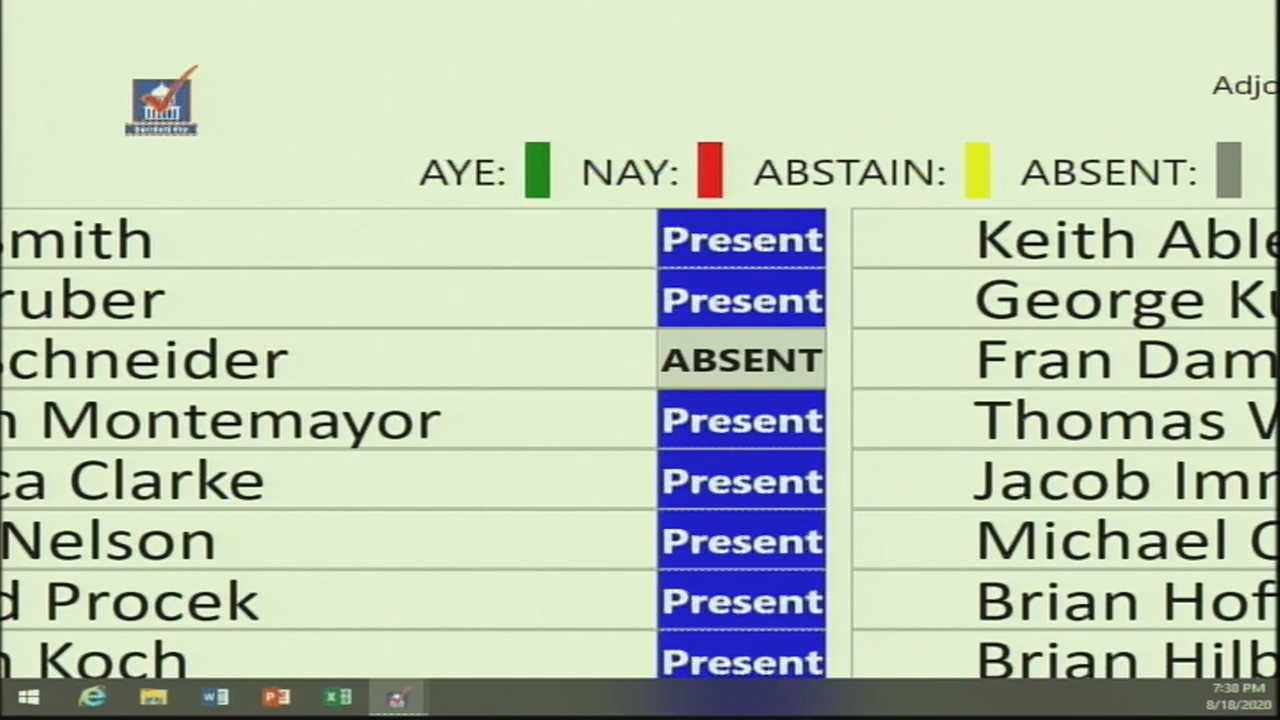 Adjo
AYE: NAY: ABSTAIN: ABSENT:
mith Present Keith Able
ruber Present George Ku
chneider ABSENT Fran Dam
n Montemayor Present Thomas
ca Clarke Present Jacob Imm
Nelson Present Michael
d Procek Present Brian Hof
n Koch Present Brian Hilb
7:38 PM
8/18/2020